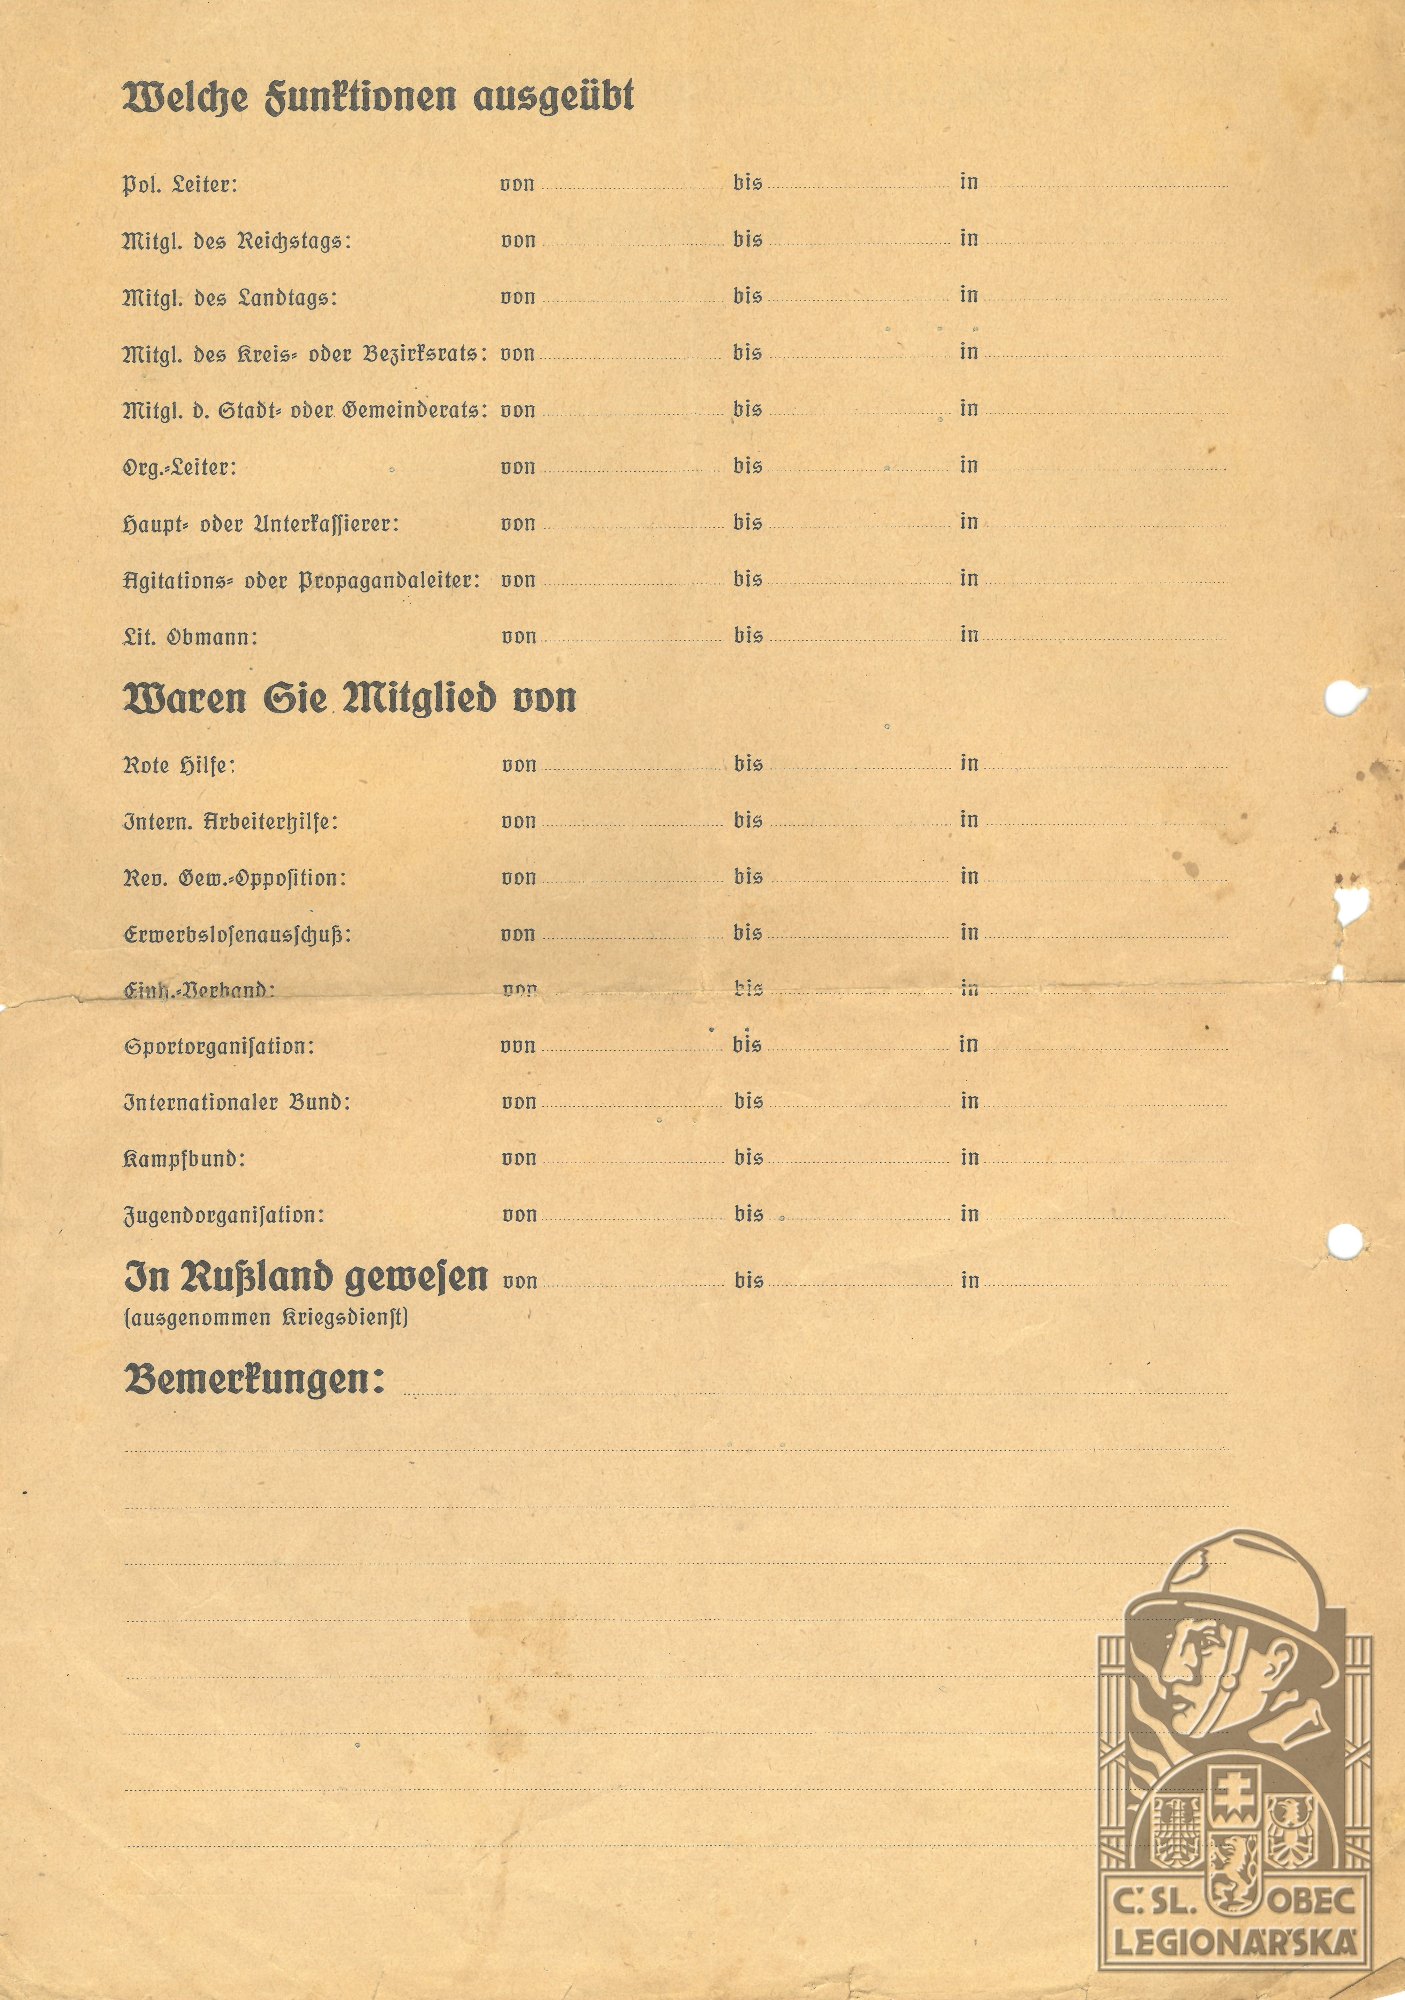 Welche Funktionen ausgeübt
Pol. Leiter: von bis in
Mitgl. des Reichstags: von bis in
Mitgl. des Landtags: von bis in
Mitgl. des Kreis- oder Bezirksrats: von bis in
Mitgl. d. Stadt- oder Gemeinderats: von bis in
Org.-Leiter: von bis in
Haupt- oder Unterkassierer: von bis in
Agitations- oder Propagandaleiter: von bis in
Lit. Obmann: von bis in
Waren Sie Mitglied von
Rote Hilfe: von bis in
Intern. Arbeiterhilfe: von bis in
Rev. Gew.-Opposition: von bis in
Erwerbslosenausschuß: von bis in
Einh.-Verband: von bis in
Sportorganisation: von bis in
Internationaler Bund: von bis in
Kampfbund: von bis in
Jugendorganisation: von bis in
In Rußland gewesen von bis in
(ausgenommen Kriegsdienst)
Bemerkungen:
Č.SL. OBEC
LEGIONÁŘSKÁ